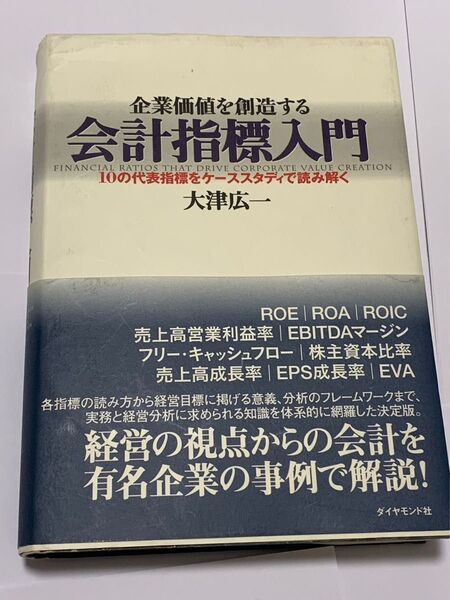 企業価値を創造する
会計指標入門
FINANCIAL RATIOS THAT DRIVE CORPORATE VALUE CREATION
10の代表指標をケーススタディで読み解く
大津広一
ROE｜ROA｜ROIC
売上高営業利益率｜EBITDAマージン
フリー・キャッシュフロー｜株主資本比率
売上高成長率｜EPS成長率｜EVA
各指標の読み方から経営目標に掲げる意義、分析のフレームワークまで、
実務と経営分析に求められる知識を体系的に網羅した決定版。
経営の視点からの会計を
有名企業の事例で解説！
ダイヤモンド社